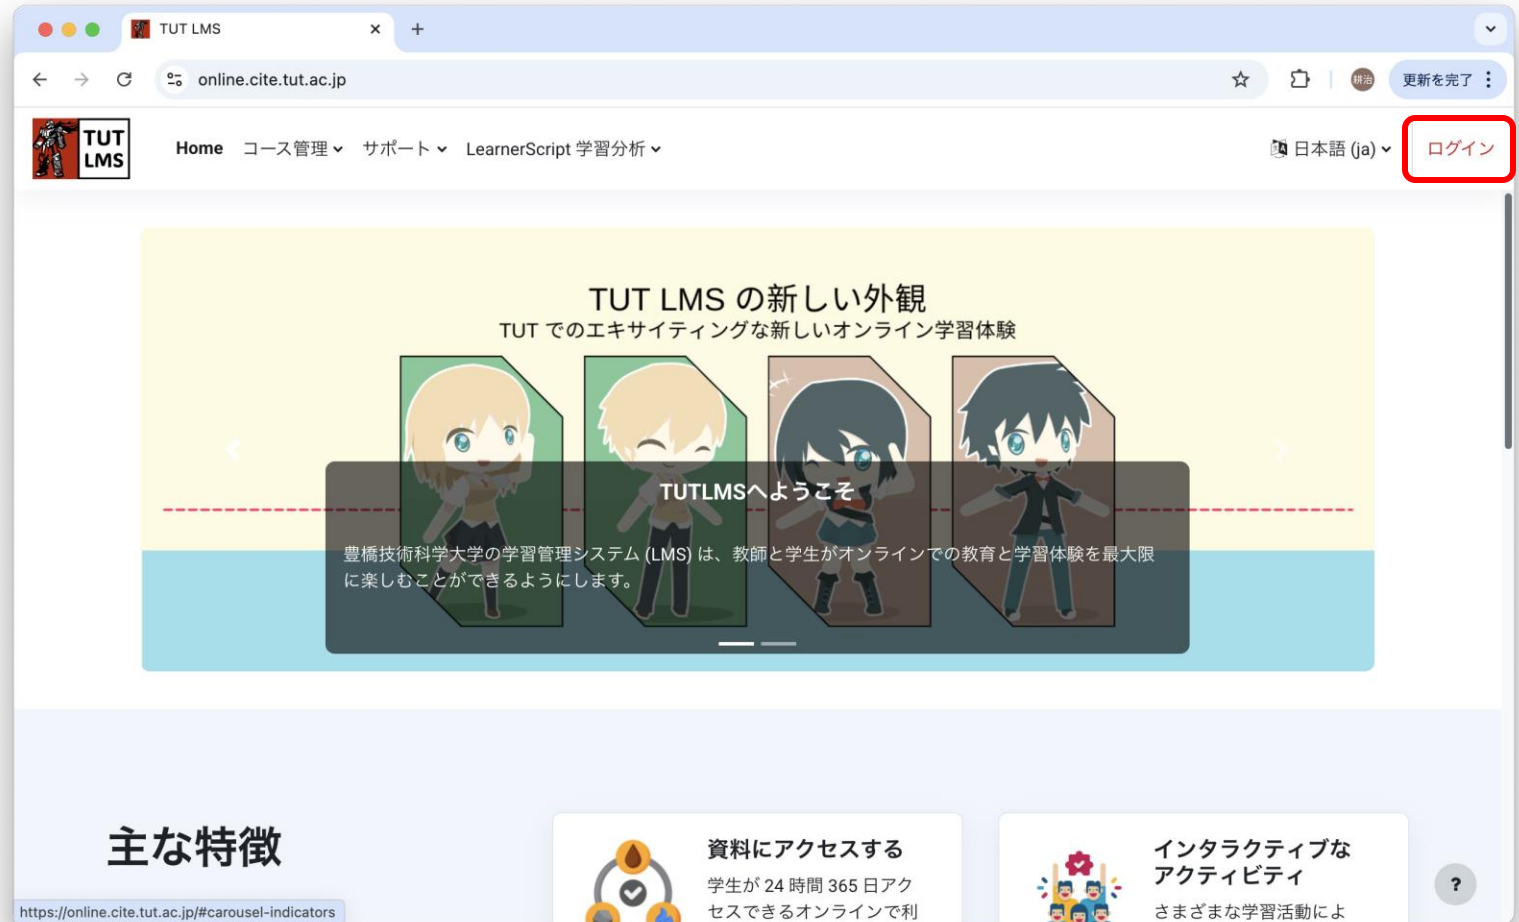 TUT LMS
online.cite.tut.ac.jp
耕治
更新を完了
TUT
LMS
Home コース管理 サポート LearnerScript 学習分析
日本語 (ja)
ログイン
TUT LMS の新しい外観
TUT でのエキサイティングな新しいオンライン学習体験
TUTLMSへようこそ
豊橋技術科学大学の学習管理システム (LMS) は、教師と学生がオンラインでの教育と学習体験を最大限
に楽しむことができるようにします。
主な特徴
資料にアクセスする
学生が 24 時間 365 日アク
セスできるオンラインで利
インタラクティブな
アクティビティ
さまざまな学習活動によ
?
https://online.cite.tut.ac.jp/#carousel-indicators